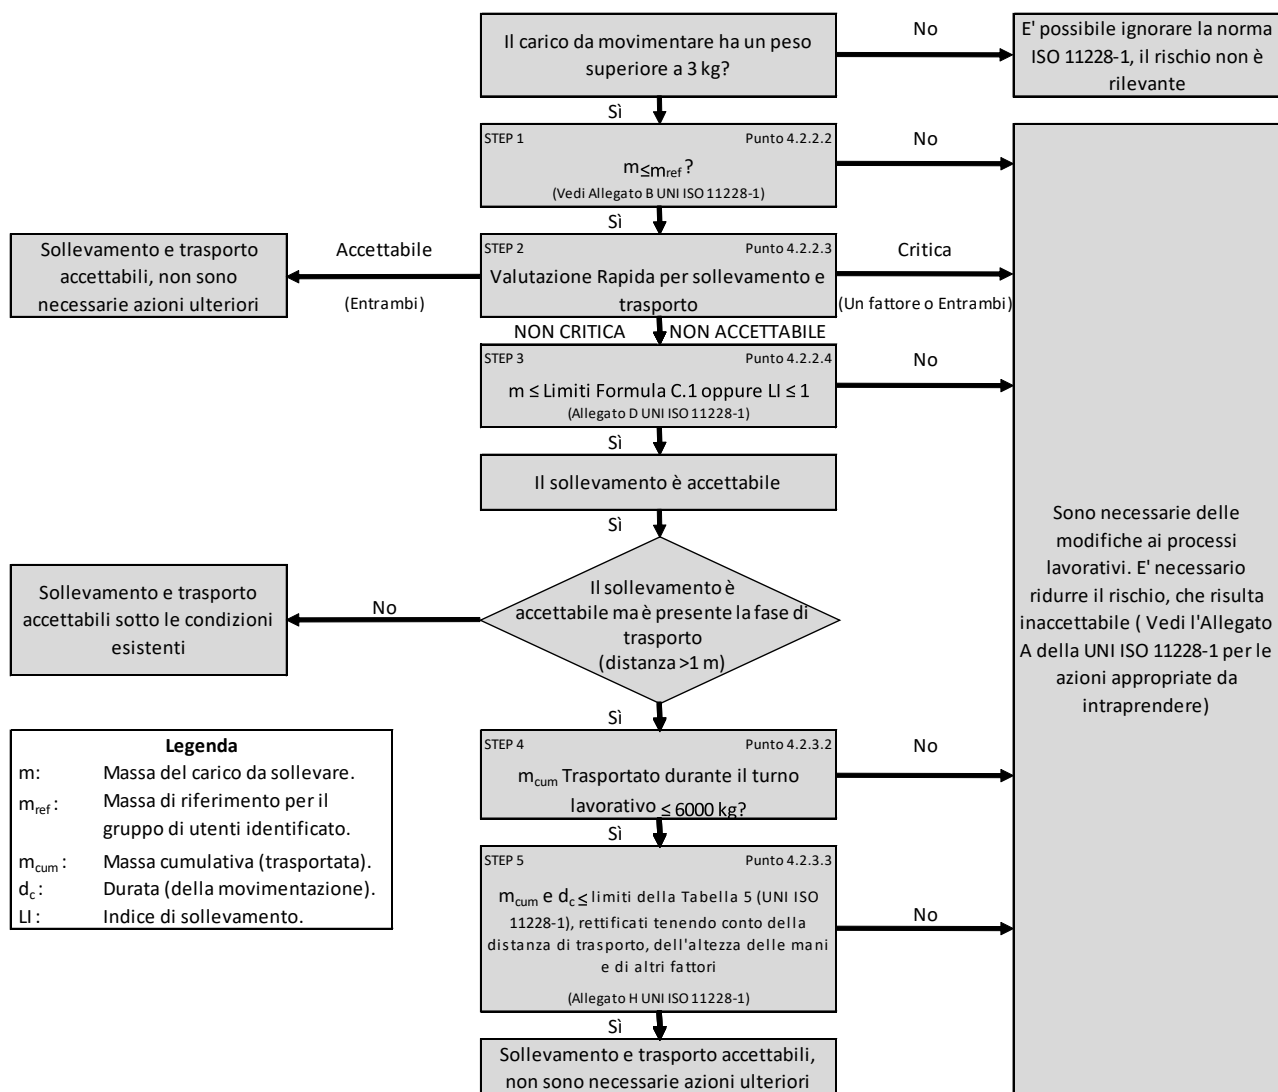 Il carico da movimentare ha un peso
superiore a 3 kg?
No
E' possibile ignorare la norma
ISO 11228-1, il rischio non è
rilevante
Sì
STEP 1
Punto 4.2.2.2
m≤mref ?
(Vedi Allegato B UNI ISO 11228-1)
No
Sì
Sollevamento e trasporto
accettabili, non sono
necessarie azioni ulteriori
Accettabile
(Entrambi)
STEP 2
Punto 4.2.2.3
Valutazione Rapida per sollevamento e
trasporto
Critica
(Un fattore o Entrambi)
NON CRITICA
NON ACCETTABILE
STEP 3
Punto 4.2.2.4
m ≤ Limiti Formula C.1 oppure LI ≤ 1
(Allegato D UNI ISO 11228-1)
No
Sì
Il sollevamento è accettabile
Sì
Sono necessarie delle
modifiche ai processi
lavorativi. E' necessario
ridurre il rischio, che risulta
inaccettabile ( Vedi l'Allegato
A della UNI ISO 11228-1 per le
azioni appropriate da
intraprendere)
Sollevamento e trasporto
accettabili sotto le condizioni
esistenti
No
Il sollevamento è
accettabile ma è presente la fase di
trasporto
(distanza >1 m)
Sì
Legenda
m: Massa del carico da sollevare.
mref : Massa di riferimento per il
gruppo di utenti identificato.
mcum : Massa cumulativa (trasportata).
dc : Durata (della movimentazione).
LI : Indice di sollevamento.
STEP 4
Punto 4.2.3.2
mcum Trasportato durante il turno
lavorativo ≤ 6000 kg?
No
Sì
STEP 5
Punto 4.2.3.3
mcum e dc ≤ limiti della Tabella 5 (UNI ISO
11228-1), rettificati tenendo conto della
distanza di trasporto, dell'altezza delle mani
e di altri fattori
(Allegato H UNI ISO 11228-1)
No
Sì
Sollevamento e trasporto accettabili,
non sono necessarie azioni ulteriori